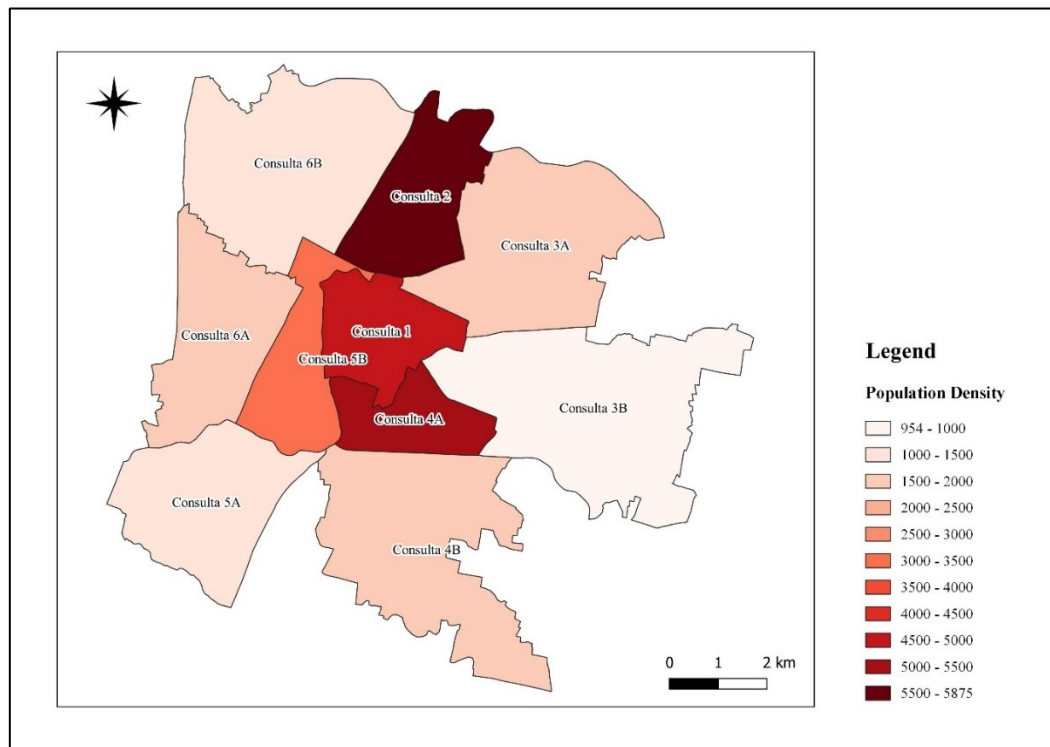 Consulta 6B
Consulta 2
Consulta 3A
Consulta 6A
Consulta 1
Consulta 5B
Consulta 3B
Consulta 4A
Consulta 5A
Consulta 4B
0 1 2 km
Legend
Population Density
954 - 1000
1000 - 1500
1500 - 2000
2000 - 2500
2500 - 3000
3000 - 3500
3500 - 4000
4000 - 4500
4500 - 5000
5000 - 5500
5500 - 5875